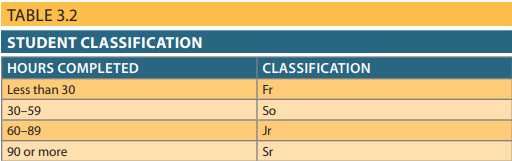 TABLE 3.2
STUDENT CLASSIFICATION
HOURS COMPLETED CLASSIFICATION
Less than 30 Fr
30–59 So
60–89 Jr
90 or more Sr